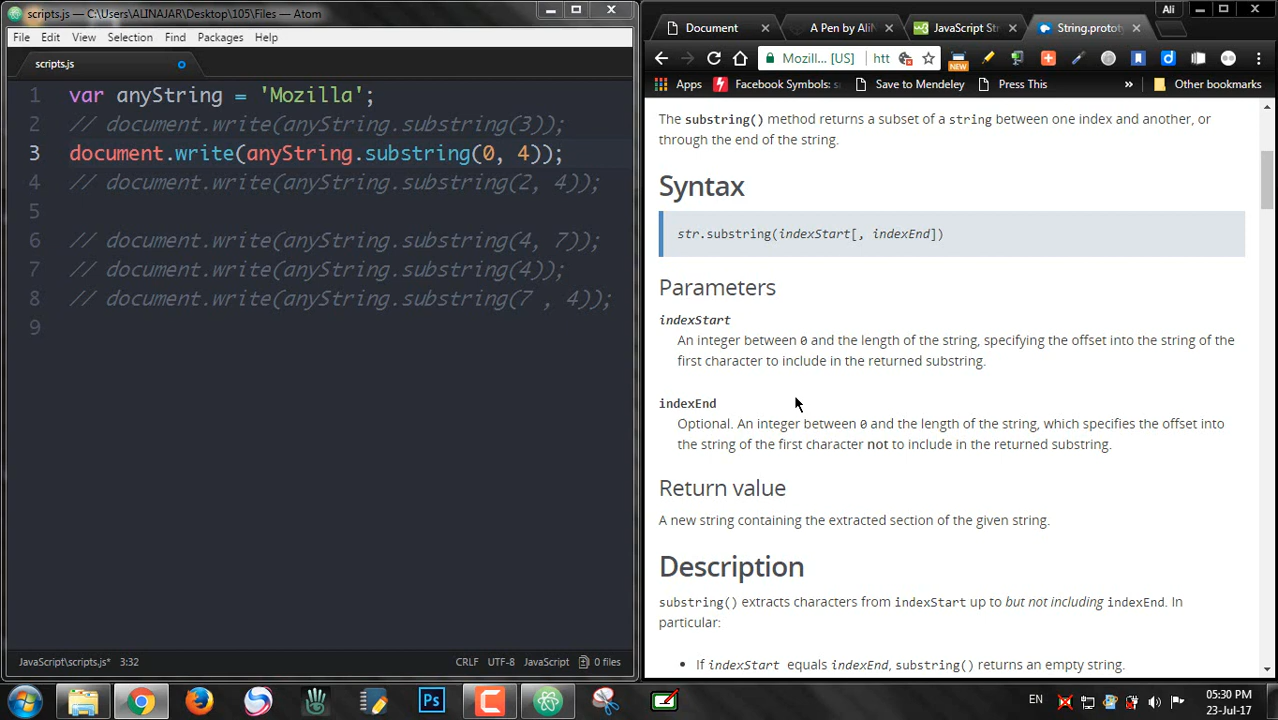 scripts.js — C:\Users\ALINAJAR\Desktop\105\Files — Atom
File Edit View Selection Find Packages Help
scripts.js
1 var anyString = 'Mozilla';
2 // document.write(anyString.substring(3));
3 document.write(anyString.substring(0, 4));
4 // document.write(anyString.substring(2, 4));
5
6 // document.write(anyString.substring(4, 7));
7 // document.write(anyString.substring(4));
8 // document.write(anyString.substring(7 , 4));
9
JavaScript\scripts.js* 3:32 CRLF UTF-8 JavaScript 0 files
Ali
Document A Pen by Ali JavaScript Str String.proto
Mozill... [US] htt NEW
Apps Facebook Symbols: Save to Mendeley Press This » Other bookmarks
The substring() method returns a subset of a string between one index and another, or
through the end of the string.
Syntax
str.substring(indexStart[, indexEnd])
Parameters
indexStart
An integer between 0 and the length of the string, specifying the offset into the string of the
first character to include in the returned substring.
indexEnd
Optional. An integer between 0 and the length of the string, which specifies the offset into
the string of the first character not to include in the returned substring.
Return value
A new string containing the extracted section of the given string.
Description
substring() extracts characters from indexStart up to but not including indexEnd. In
particular:
• If indexStart equals indexEnd, substring() returns an empty string.
Ps
EN
05:30 PM
23-Jul-17